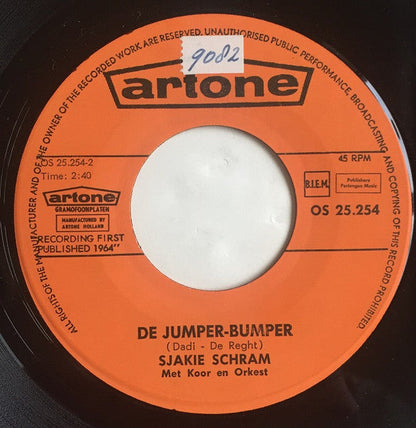 ALL RIGHTS OF THE MANUFACTURER AND OF THE OWNER OF THE RECORDED WORK ARE RESERVED. UNAUTHORISED PUBLIC PERFORMANCE, BROADCASTING AND COPYING OF THIS RECORD PROHIBITED.
9082
artone
OS 25.254-2
Time: 2:40
45 RPM
artone
GRAMOFOONPLATEN
MANUFACTURED BY
ARTONE HOLLAND
B.I.E.M.
Publishers
Portengen Music
OS 25.254
RECORDING FIRST
PUBLISHED 1964"
DE JUMPER-BUMPER
(Dadi - De Reght)
SJAKIE SCHRAM
Met Koor en Orkest